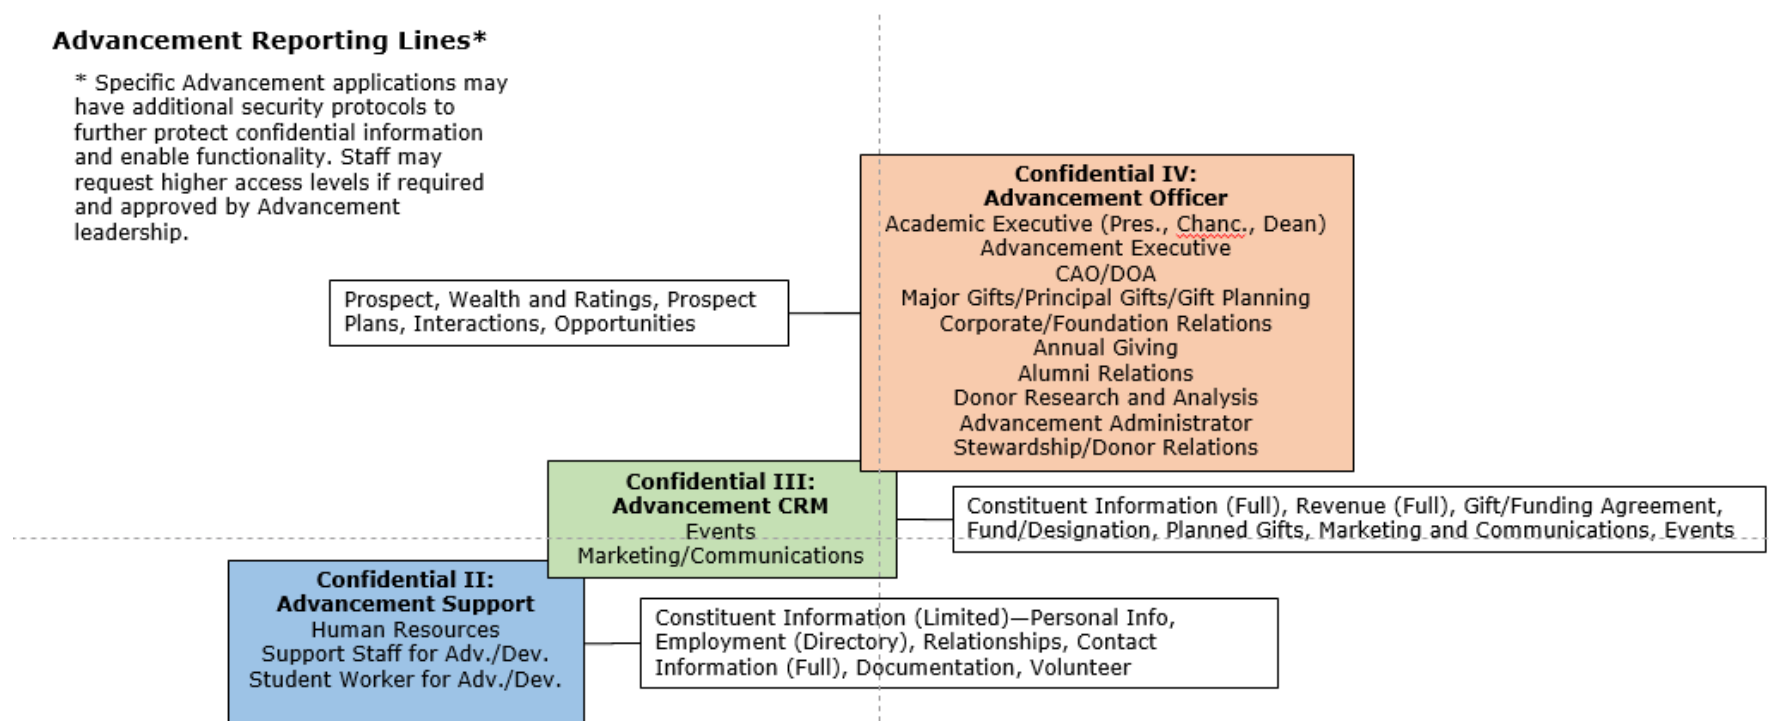 Advancement Reporting Lines*
* Specific Advancement applications may
have additional security protocols to
further protect confidential information
and enable functionality. Staff may
request higher access levels if required
and approved by Advancement
leadership.
Confidential IV:
Advancement Officer
Academic Executive (Pres., Chanc., Dean)
Advancement Executive
CAO/DOA
Major Gifts/Principal Gifts/Gift Planning
Corporate/Foundation Relations
Annual Giving
Alumni Relations
Donor Research and Analysis
Advancement Administrator
Stewardship/Donor Relations
Prospect, Wealth and Ratings, Prospect
Plans, Interactions, Opportunities
Confidential III:
Advancement CRM
Events
Marketing/Communications
Constituent Information (Full), Revenue (Full), Gift/Funding Agreement,
Fund/Designation, Planned Gifts, Marketing and Communications, Events
Confidential II:
Advancement Support
Human Resources
Support Staff for Adv./Dev.
Student Worker for Adv./Dev.
Constituent Information (Limited)—Personal Info,
Employment (Directory), Relationships, Contact
Information (Full), Documentation, Volunteer